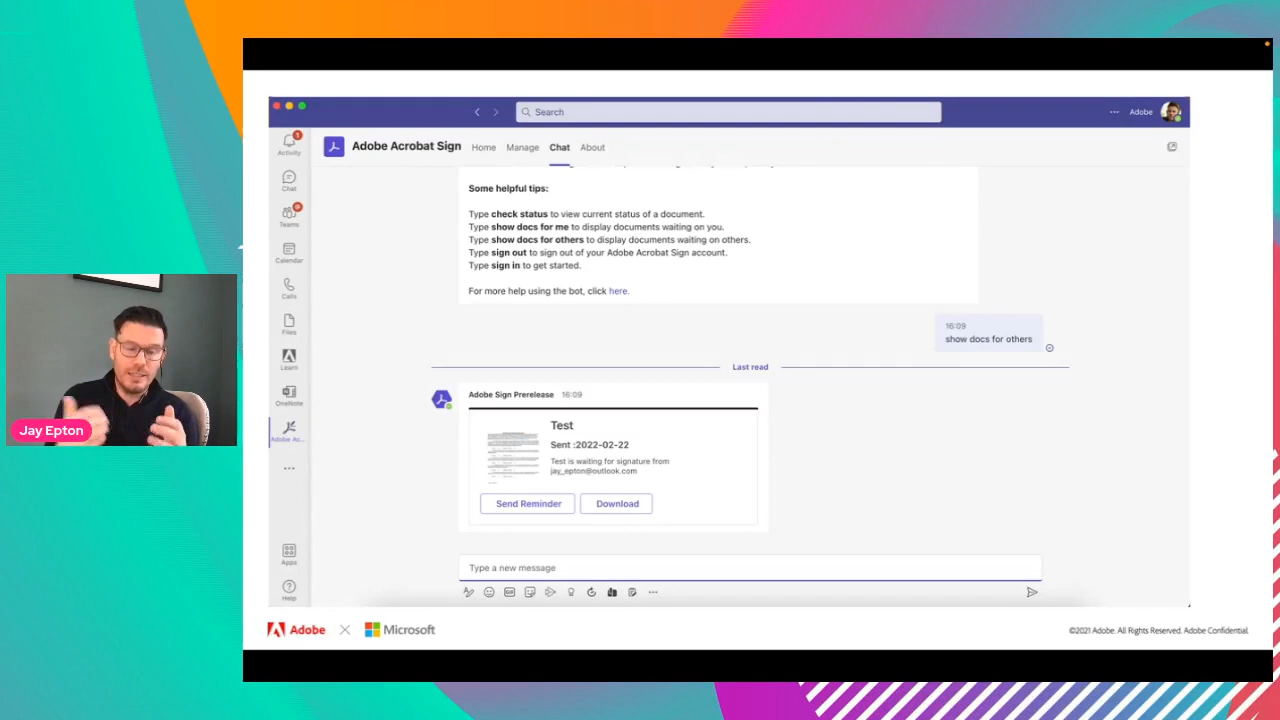 Search
Adobe
Activity
Chat
Teams
Calendar
Calls
Files
Learn
OneNote
Adobe Ac...
Apps
Help
Adobe Acrobat Sign Home Manage Chat About
Some helpful tips:
Type check status to view current status of a document.
Type show docs for me to display documents waiting on you.
Type show docs for others to display documents waiting on others.
Type sign out to sign out of your Adobe Acrobat Sign account.
Type sign in to get started.
For more help using the bot, click here.
16:09
show docs for others
Last read
Adobe Sign Prerelease 16:09
Test
Sent :2022-02-22
Test is waiting for signature from
jay_epton@outlook.com
Send Reminder Download
Type a new message
Jay Epton
Adobe Microsoft
©2021 Adobe. All Rights Reserved. Adobe Confidential.